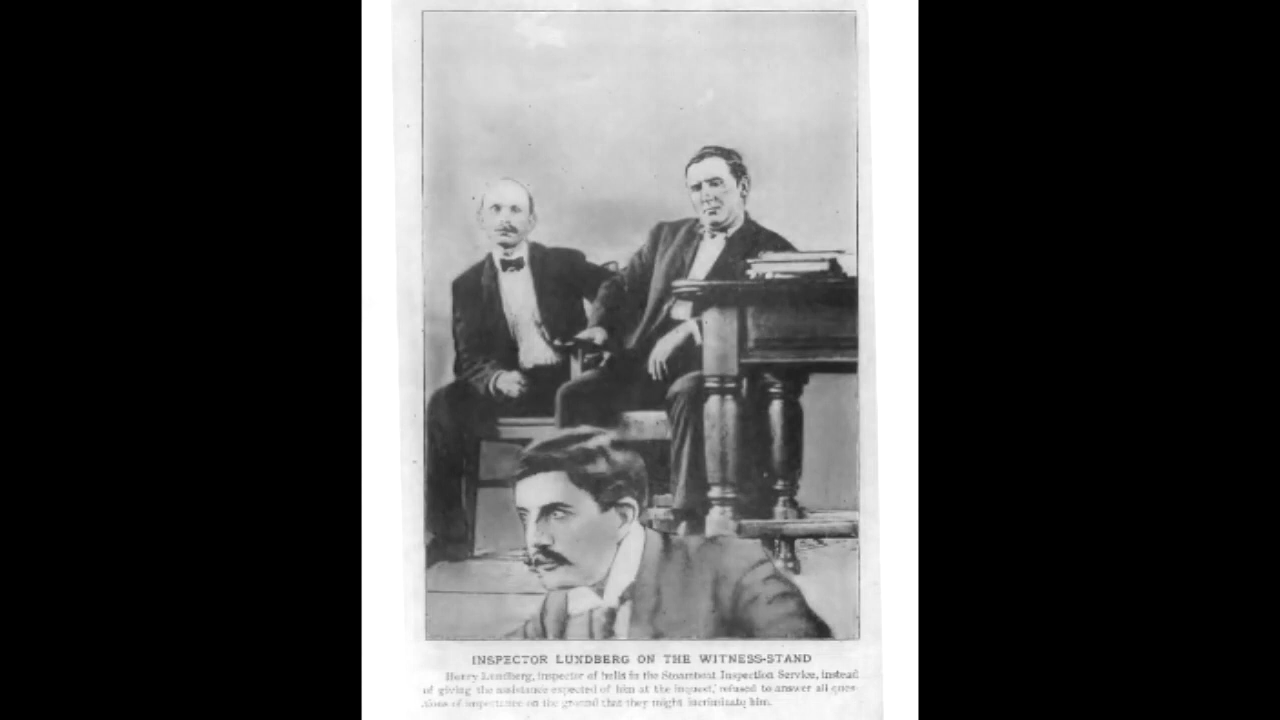 INSPECTOR LUNDBERG ON THE WITNESS-STAND
Henry Lundberg, inspector of hulls in the Steamboat Inspection Service, instead
of giving the assistance expected of him at the inquest, refused to answer all ques-
tions of importance on the ground that they might incriminate him.